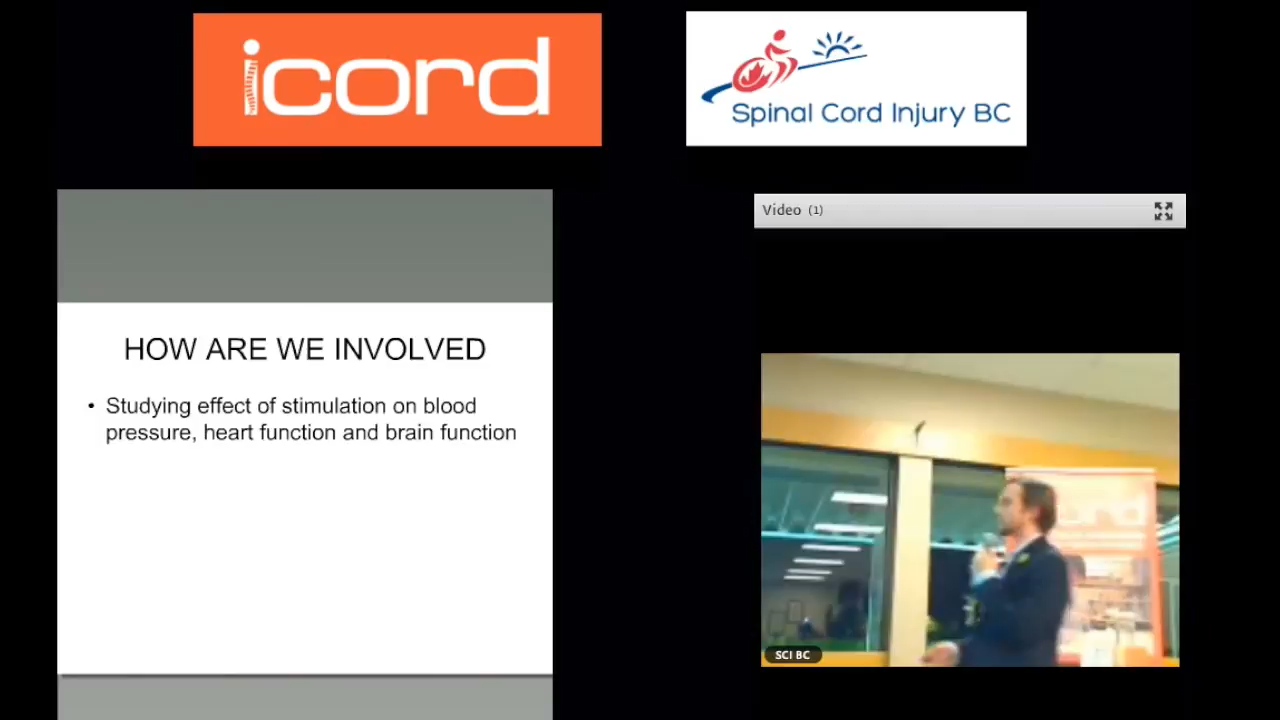 icord
Spinal Cord Injury BC
Video (1)
HOW ARE WE INVOLVED
• Studying effect of stimulation on blood
pressure, heart function and brain function
SCI BC